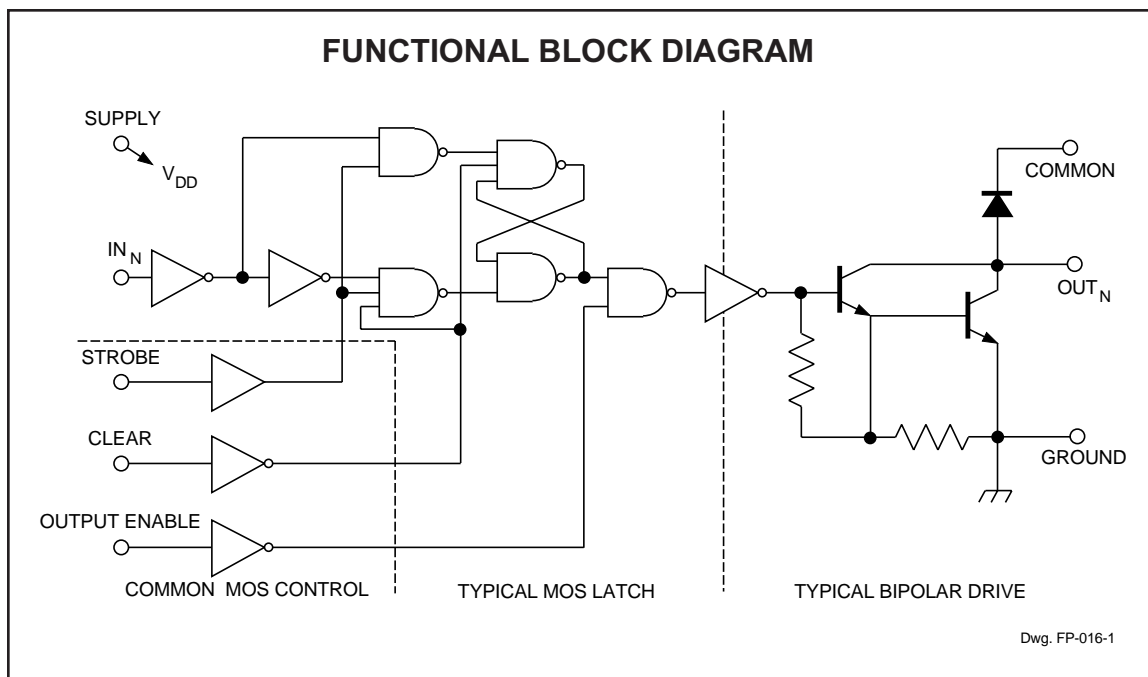 FUNCTIONAL BLOCK DIAGRAM
SUPPLY
VDD
COMMON
INN
OUTN
STROBE
CLEAR
GROUND
OUTPUT ENABLE
COMMON MOS CONTROL
TYPICAL MOS LATCH
TYPICAL BIPOLAR DRIVE
Dwg. FP-016-1